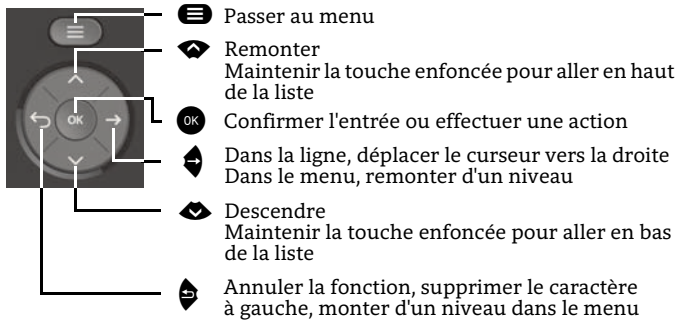 Passer au menu
Remonter
Maintenir la touche enfoncée pour aller en haut
de la liste
OK
OK
Confirmer l'entrée ou effectuer une action
Dans la ligne, déplacer le curseur vers la droite
Dans le menu, remonter d'un niveau
Descendre
Maintenir la touche enfoncée pour aller en bas
de la liste
Annuler la fonction, supprimer le caractère
à gauche, monter d'un niveau dans le menu